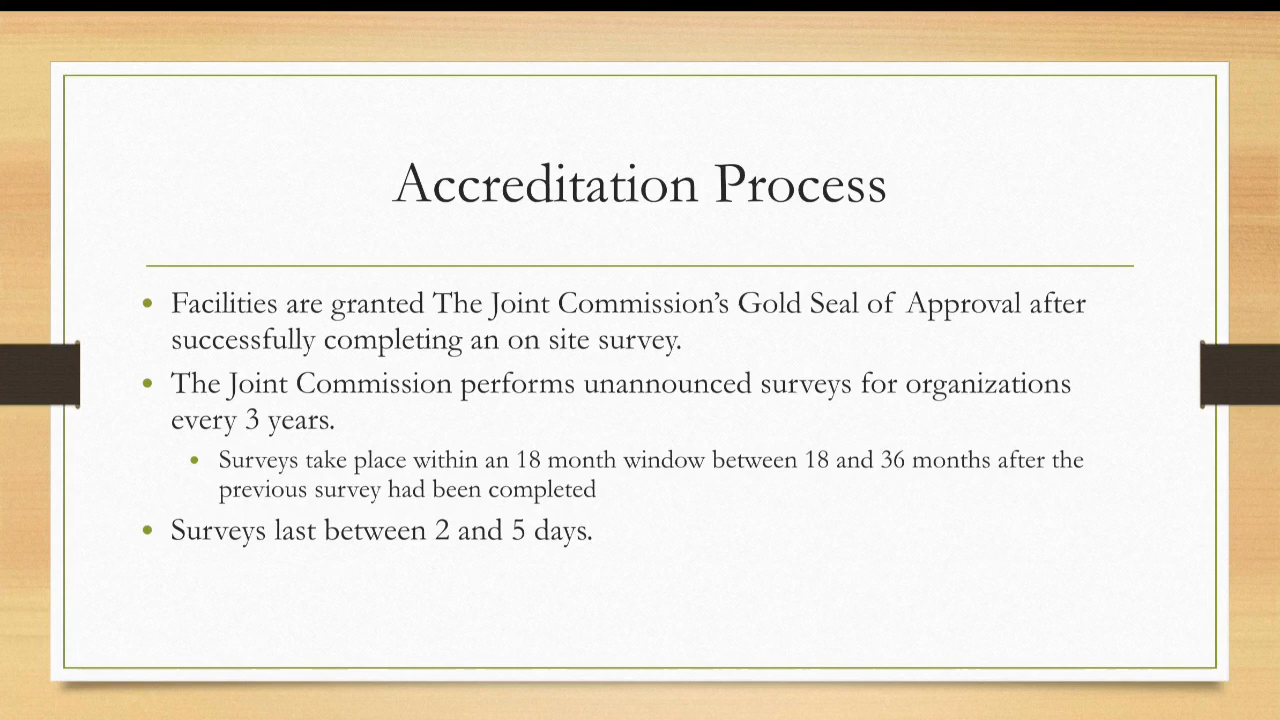 Accreditation Process
• Facilities are granted The Joint Commission’s Gold Seal of Approval after
successfully completing an on site survey.
• The Joint Commission performs unannounced surveys for organizations
every 3 years.
• Surveys take place within an 18 month window between 18 and 36 months after the
previous survey had been completed
• Surveys last between 2 and 5 days.